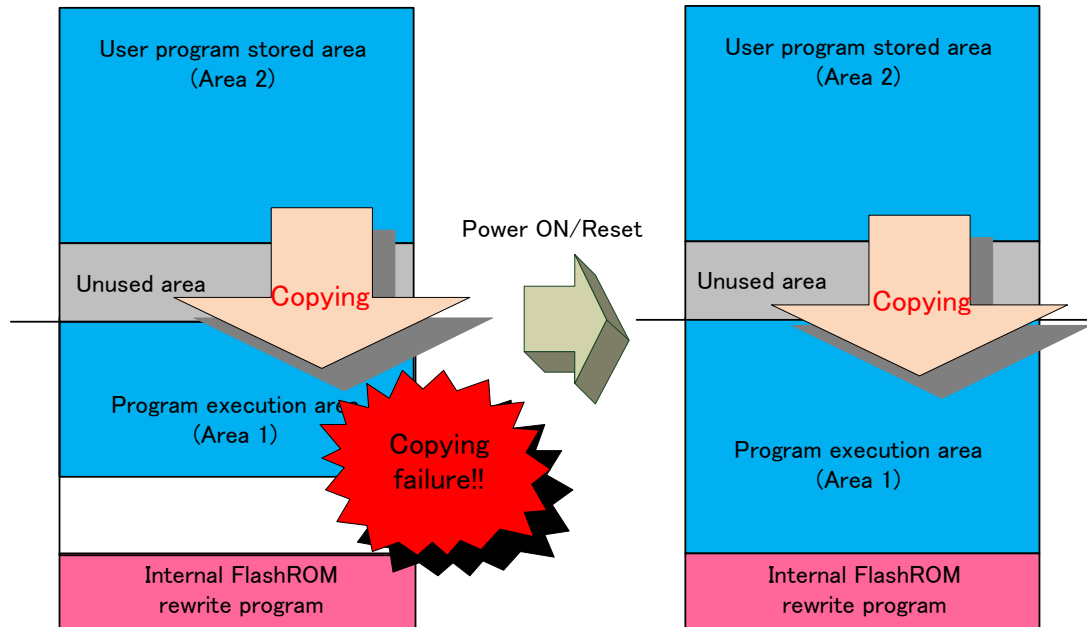 User program stored area
(Area 2)
Unused area
Copying
Program execution area
(Area 1)
Copying
failure!!
Internal FlashROM
rewrite program
Power ON/Reset
User program stored area
(Area 2)
Unused area
Copying
Program execution area
(Area 1)
Internal FlashROM
rewrite program